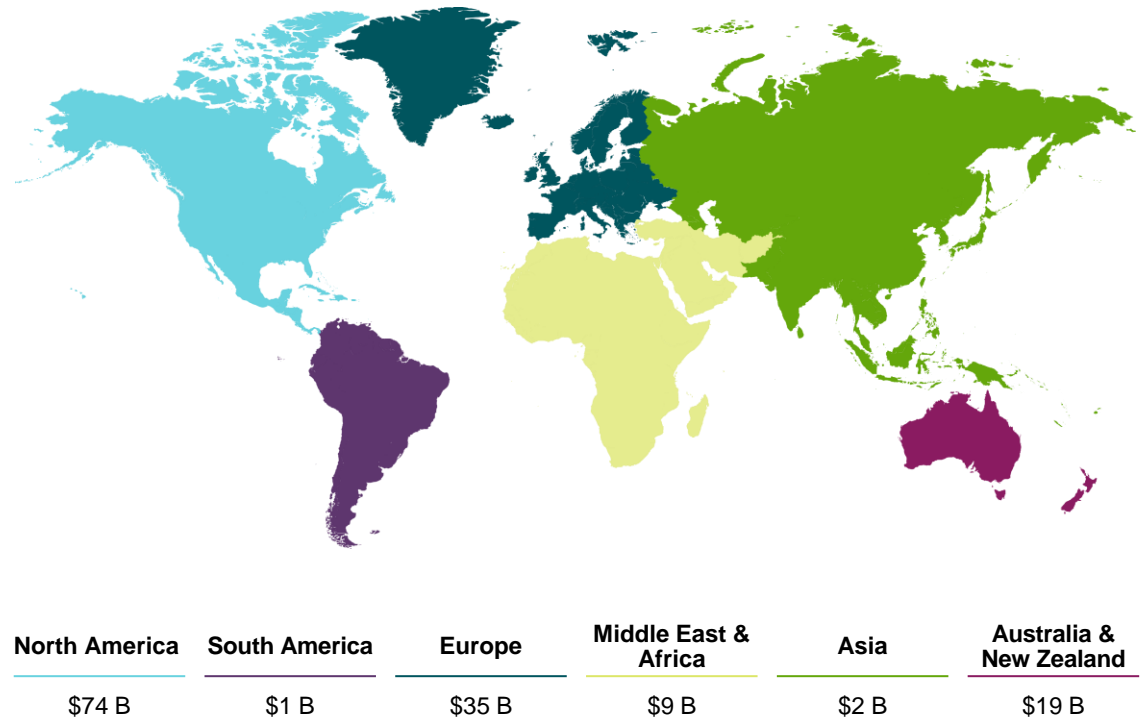 North America
South America
Europe
Middle East &
Africa
Asia
Australia &
New Zealand
$74 B
$1 B
$35 B
$9 B
$2 B
$19 B